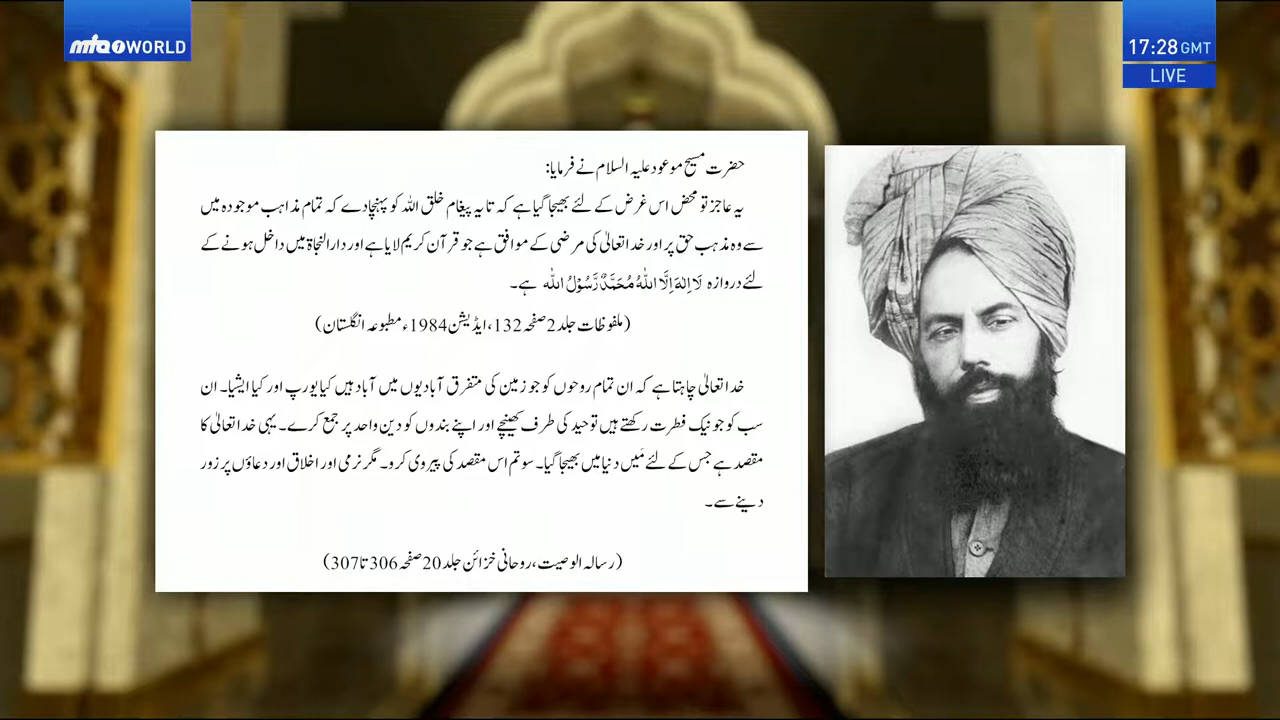 mta1 WORLD
17:28 GMT
LIVE
حضرت مسیح موعود علیہ السلام نے فرمایا:
یہ عاجز تو محض اس غرض کے لئے بھیجا گیا ہے کہ تا یہ پیغام خلق اللہ کو پہنچا دے کہ تمام مذاہب موجودہ میں
سے وہ مذہب حق پر اور خدا تعالیٰ کی مرضی کے موافق ہے جو قرآن کریم لایا ہے اور دار النجاۃ میں داخل ہونے کے
لئے دروازہ لَا اِلٰهَ اِلَّا اللّٰهُ مُحَمَّدٌ رَّسُوْلُ اللّٰه ہے۔
(ملفوظات جلد 2 صفحہ 132، ایڈیشن 1984ء مطبوعہ انگلستان)
خدا تعالیٰ چاہتا ہے کہ ان تمام روحوں کو جو زمین کی متفرق آبادیوں میں آباد ہیں کیا یورپ اور کیا ایشیا۔ ان
سب کو جو نیک فطرت رکھتے ہیں توحید کی طرف کھینچے اور اپنے بندوں کو دین واحد پر جمع کرے۔ یہی خدا تعالیٰ کا
مقصد ہے جس کے لئے مَیں دنیا میں بھیجا گیا۔ سو تم اس مقصد کی پیروی کرو۔ مگر نرمی اور اخلاق اور دعاؤں پر زور
دینے سے۔
(رسالہ الوصیت، روحانی خزائن جلد 20 صفحہ 306 تا 307)